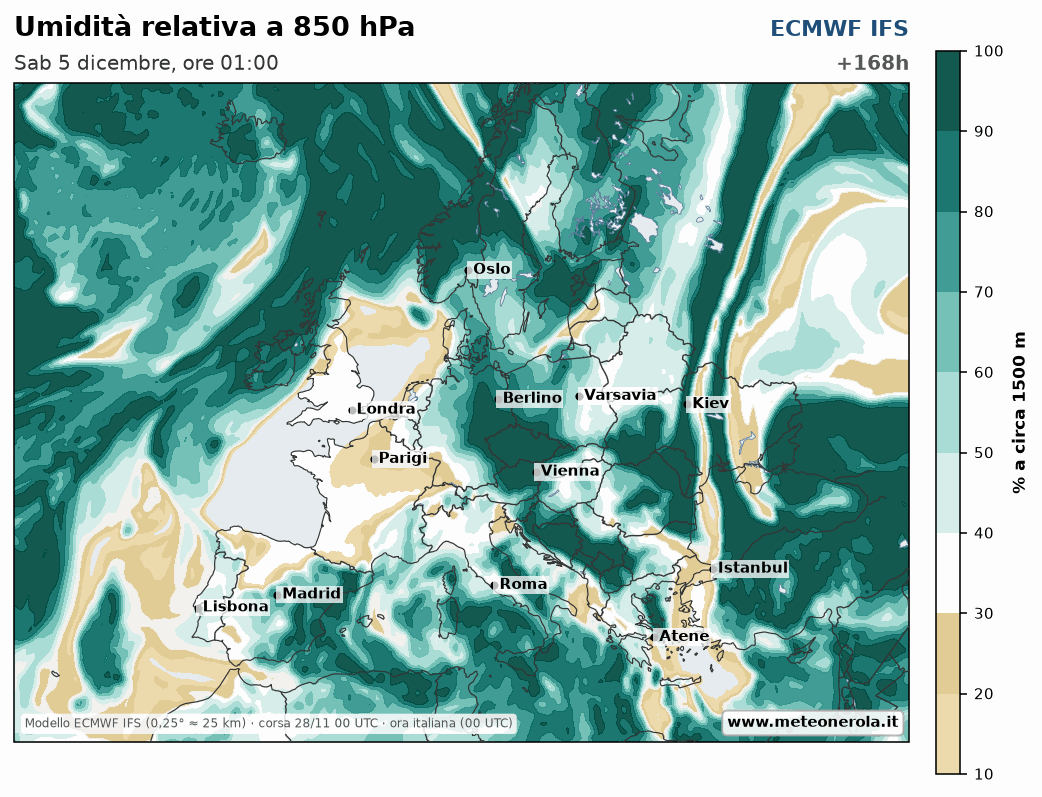 Umidità relativa a 850 hPa
ECMWF IFS
Sab 5 dicembre, ore 01:00
+168h
100
90
80
70
60
50
40
30
20
10
% a circa 1500 m
Oslo
Berlino
Varsavia
Londra
Kiev
Parigi
Vienna
Istanbul
Roma
Madrid
Lisbona
Atene
Modello ECMWF IFS (0,25° ≈ 25 km) · corsa 28/11 00 UTC · ora italiana (00 UTC)
www.meteonerola.it